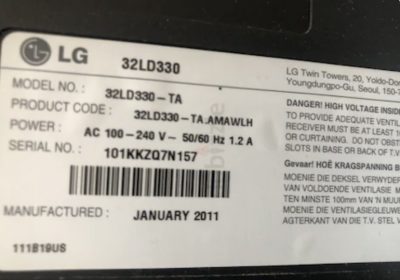 LG 32LD330
MODEL NO. : 32LD330-TA
PRODUCT CODE : 32LD330-TA.AMAWLH
POWER : AC 100-240 V~ 50/60 Hz 1.2 A
SERIAL NO. : 101KKZQ7N157
MANUFACTURED : JANUARY 2011
111B19US
LG Twin Towers, 20, Yoido-Do
Youngdungpo-Gu, Seoul, 150-7
DANGER! HIGH VOLTAGE INSIDE
TO PROVIDE ADEQUATE VENTIL
RECEIVER MUST BE AT LEAST 1
OR CURTAINING. DO NOT OBST
SLOTS IN BASE OR BACK OF T.V
Gevaar! HOË KRAGSPANNING B
MOENIE DIE DEKSEL VERWYDER
VAN VOLDOENDE VENTILASIE M
TEN MINSTE 100mm VAN 'N MUUR
MOENIE DIE VENTILASIEGLEUWE
AGTERKANT VAN DIE T.V. STEL V